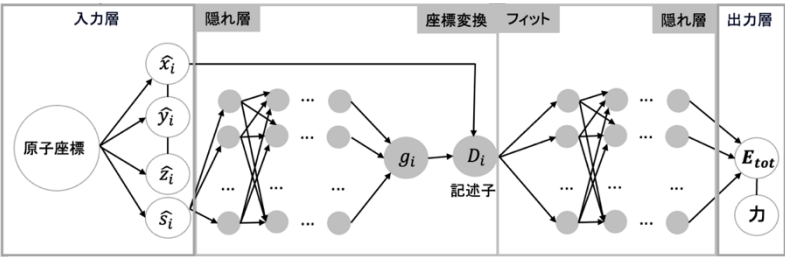 入力層
隠れ層
座標変換
フィット
隠れ層
出力層
原子座標
x̂ᵢ
ŷᵢ
ẑᵢ
ŝᵢ
...
...
...
...
gᵢ
Dᵢ
記述子
...
...
...
...
E_tot
力